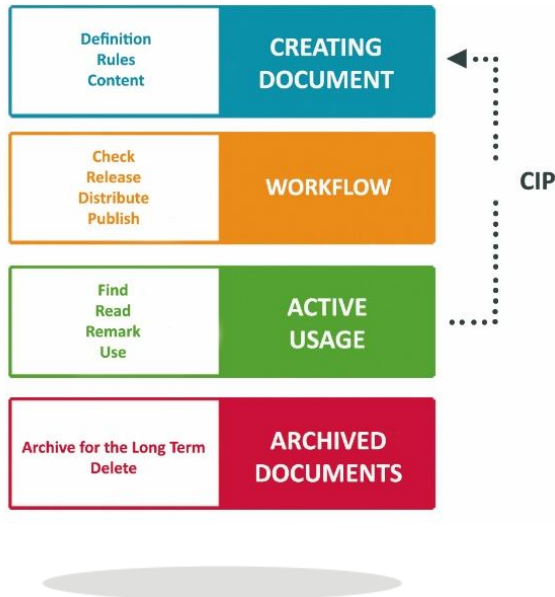 Definition
Rules
Content
CREATING
DOCUMENT
Check
Release
Distribute
Publish
WORKFLOW
CIP
Find
Read
Remark
Use
ACTIVE
USAGE
Archive for the Long Term
Delete
ARCHIVED
DOCUMENTS